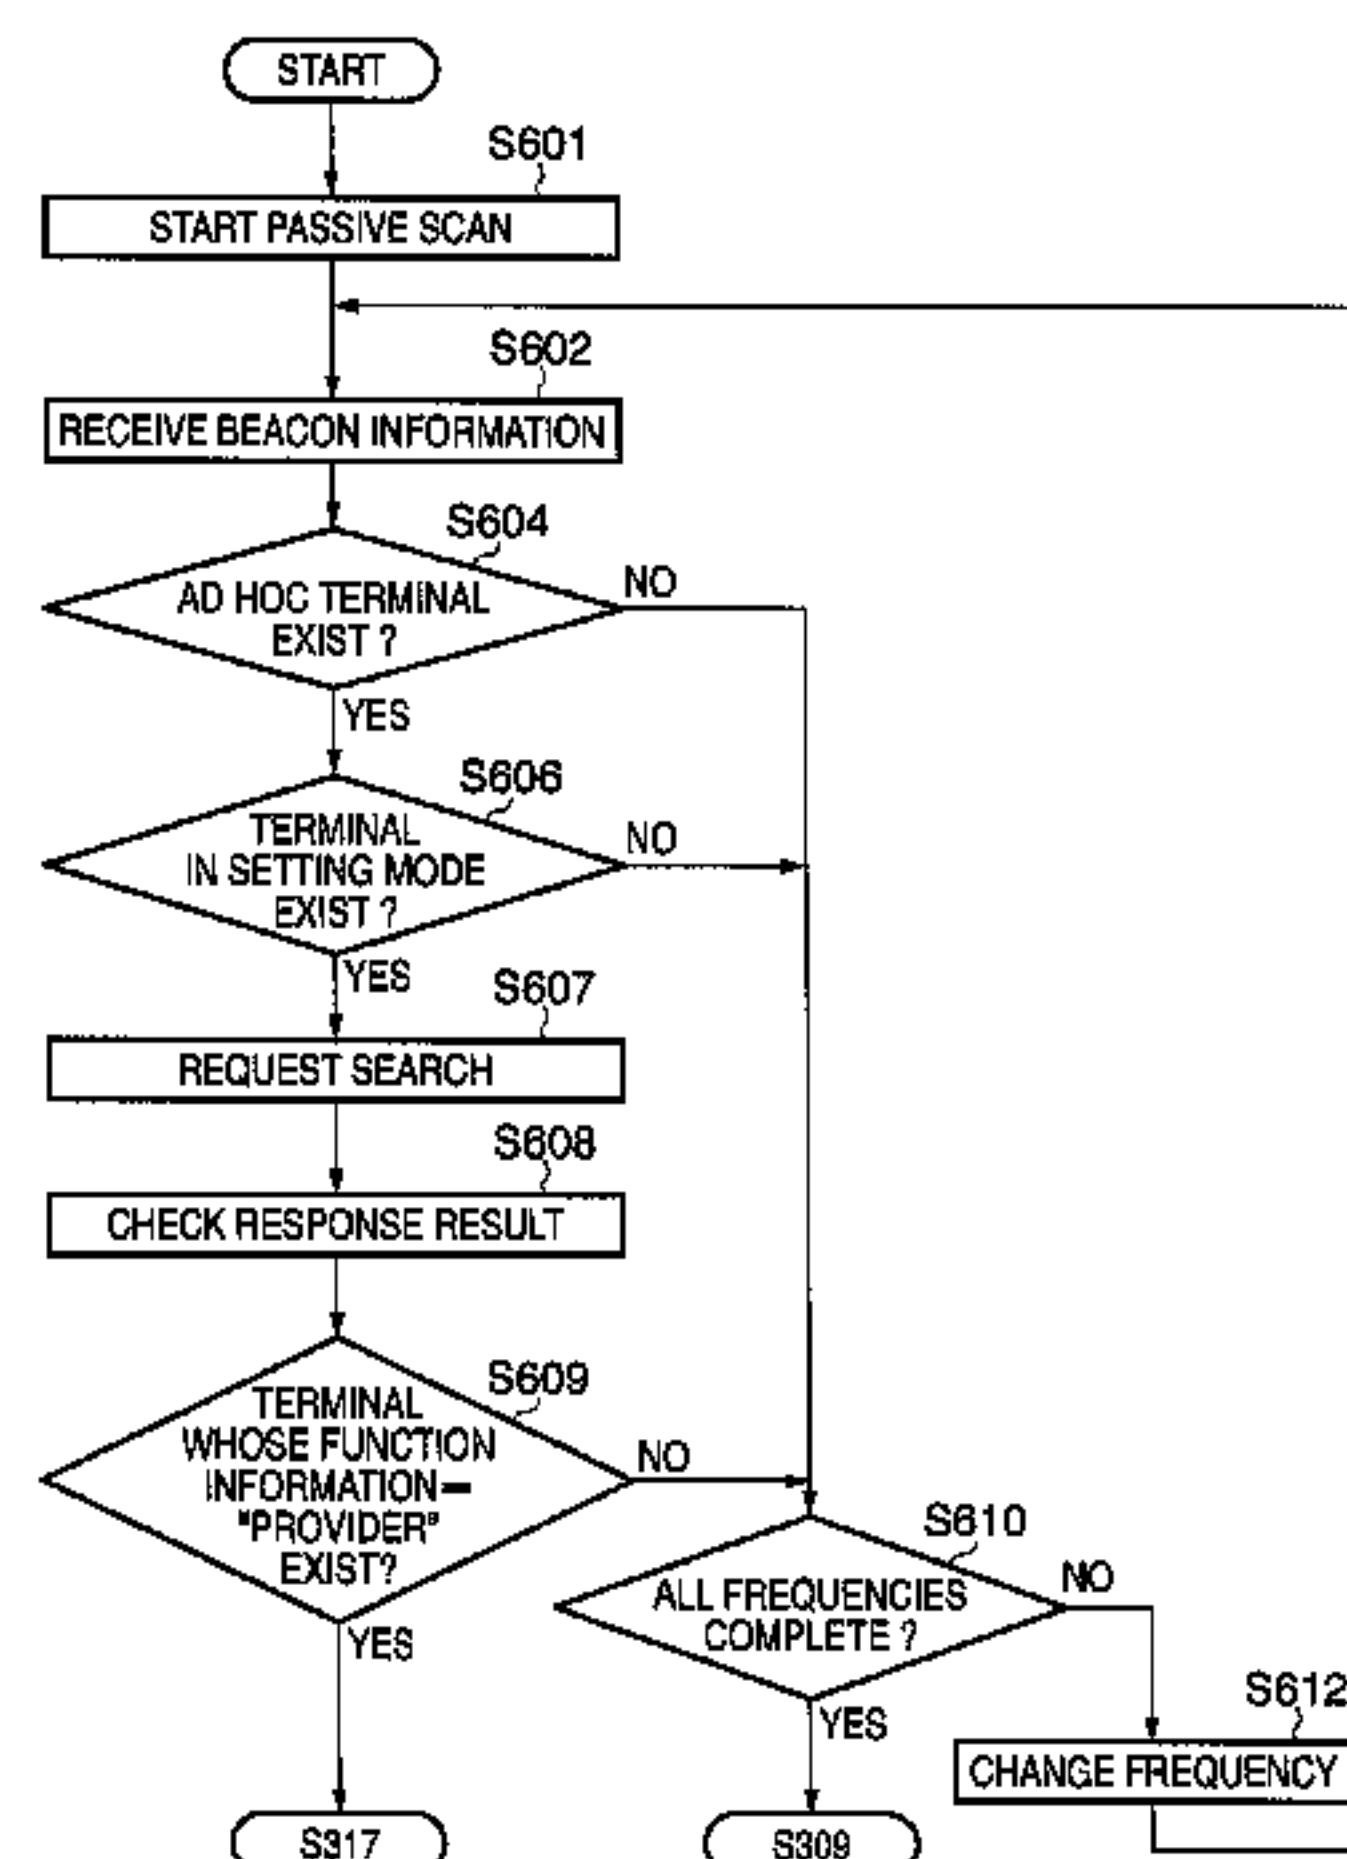 START
S601
START PASSIVE SCAN
S602
RECEIVE BEACON INFORMATION
S604
AD HOC TERMINAL
EXIST ?
NO
YES
S606
TERMINAL
IN SETTING MODE
EXIST ?
NO
YES
S607
REQUEST SEARCH
S608
CHECK RESPONSE RESULT
S609
TERMINAL
WHOSE FUNCTION
INFORMATION=
"PROVIDER"
EXIST?
NO
YES
S610
ALL FREQUENCIES
COMPLETE ?
NO
YES
S612
CHANGE FREQUENCY
S317
S309